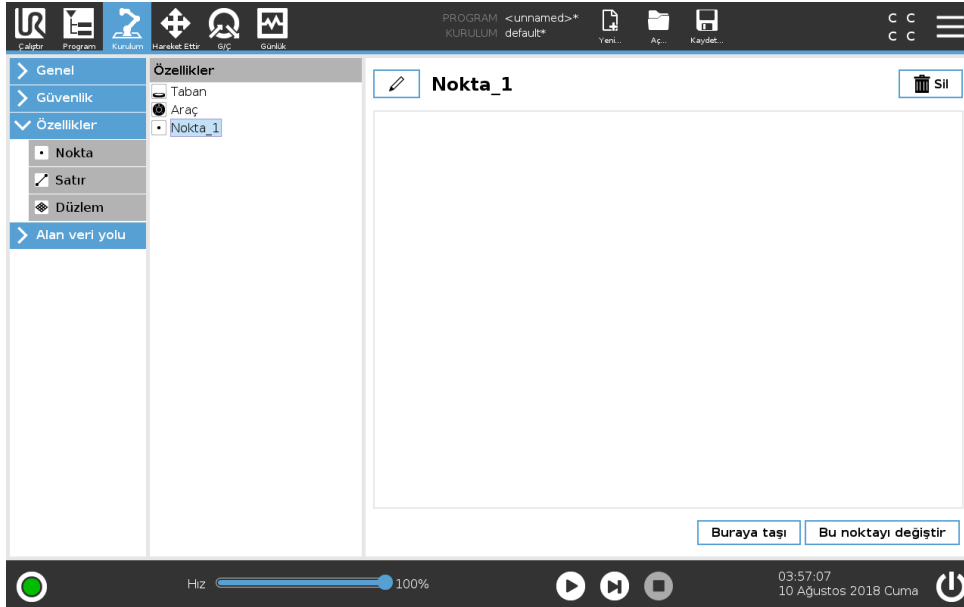 PROGRAM <unnamed>*
KURULUM default*
C C
C C
Çalıştır Program Kurulum Hareket Ettir G/Ç Günlük Yeni... Aç... Kaydet...
Genel
Güvenlik
Özellikler
Nokta
Satır
Düzlem
Alan veri yolu
Özellikler
Taban
Araç
Nokta_1
Nokta_1
Sil
Buraya taşı
Bu noktayı değiştir
Hız
100%
03:57:07
10 Ağustos 2018 Cuma